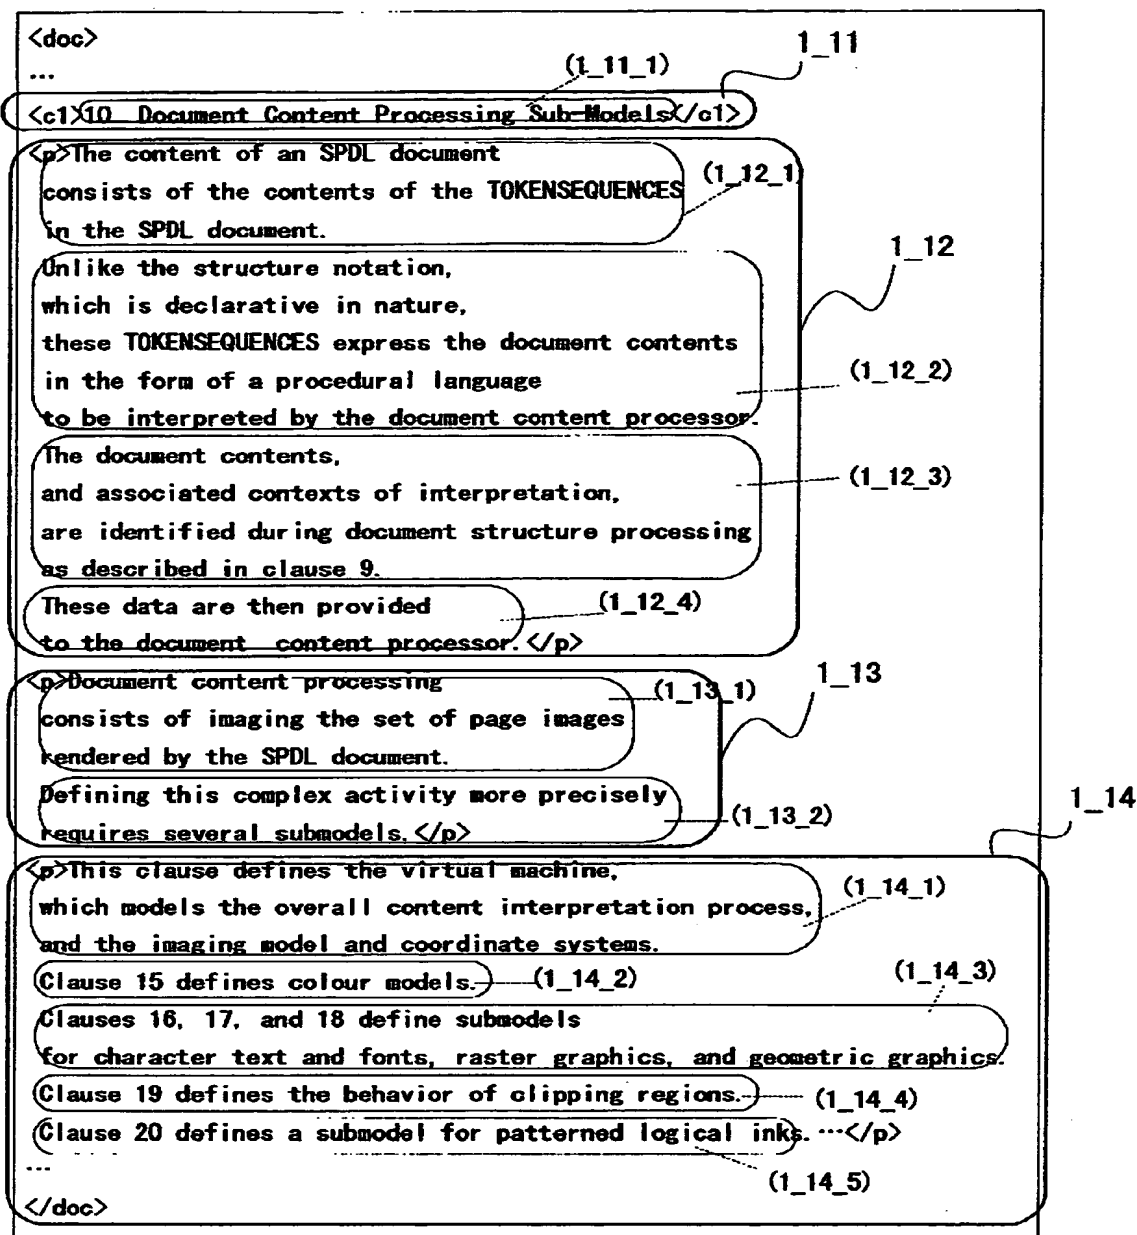 <doc>
1_11
...
(1_11_1)
<c1>10 Document Content Processing Sub-Models</c1>
<p>The content of an SPDL document
consists of the contents of the TOKENSEQUENCES
(1_12_1)
in the SPDL document.
1_12
Unlike the structure notation,
which is declarative in nature,
these TOKENSEQUENCES express the document contents
in the form of a procedural language
(1_12_2)
to be interpreted by the document content processor.
The document contents,
and associated contexts of interpretation,
(1_12_3)
are identified during document structure processing
as described in clause 9.
These data are then provided
(1_12_4)
to the document content processor.</p>
1_13
<p>Document content processing
(1_13_1)
consists of imaging the set of page images
rendered by the SPDL document.
Defining this complex activity more precisely
1_14
requires several submodels.</p>
(1_13_2)
<p>This clause defines the virtual machine,
(1_14_1)
which models the overall content interpretation process,
and the imaging model and coordinate systems.
Clause 15 defines colour models.
(1_14_2)
(1_14_3)
Clauses 16, 17, and 18 define submodels
for character text and fonts, raster graphics, and geometric graphics.
Clause 19 defines the behavior of clipping regions.
(1_14_4)
Clause 20 defines a submodel for patterned logical inks. ...</p>
...
(1_14_5)
</doc>